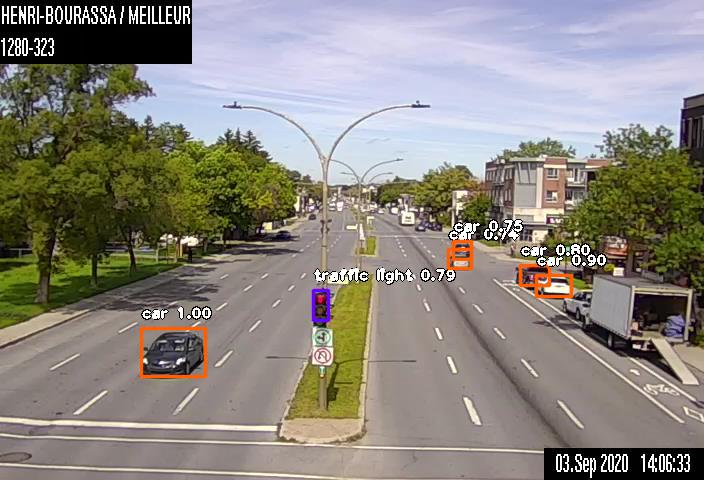 HENRI-BOURASSA / MEILLEUR
1280-323
car 0.75
car 0.74
car 0.80
car 0.90
traffic light 0.79
car 1.00
03.Sep 2020 14:06:33